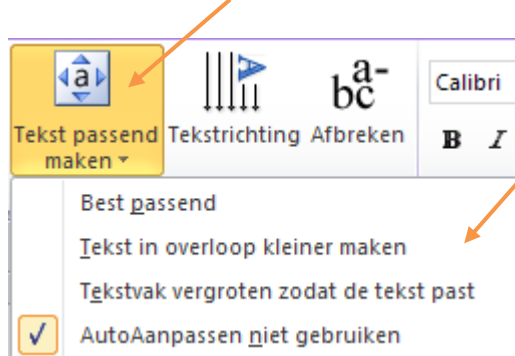 a
A
a-
bc
Calibri
Tekst passend
maken
Tekstrichting
Afbreken
B I
Best passend
Tekst in overloop kleiner maken
Tekstvak vergroten zodat de tekst past
AutoAanpassen niet gebruiken